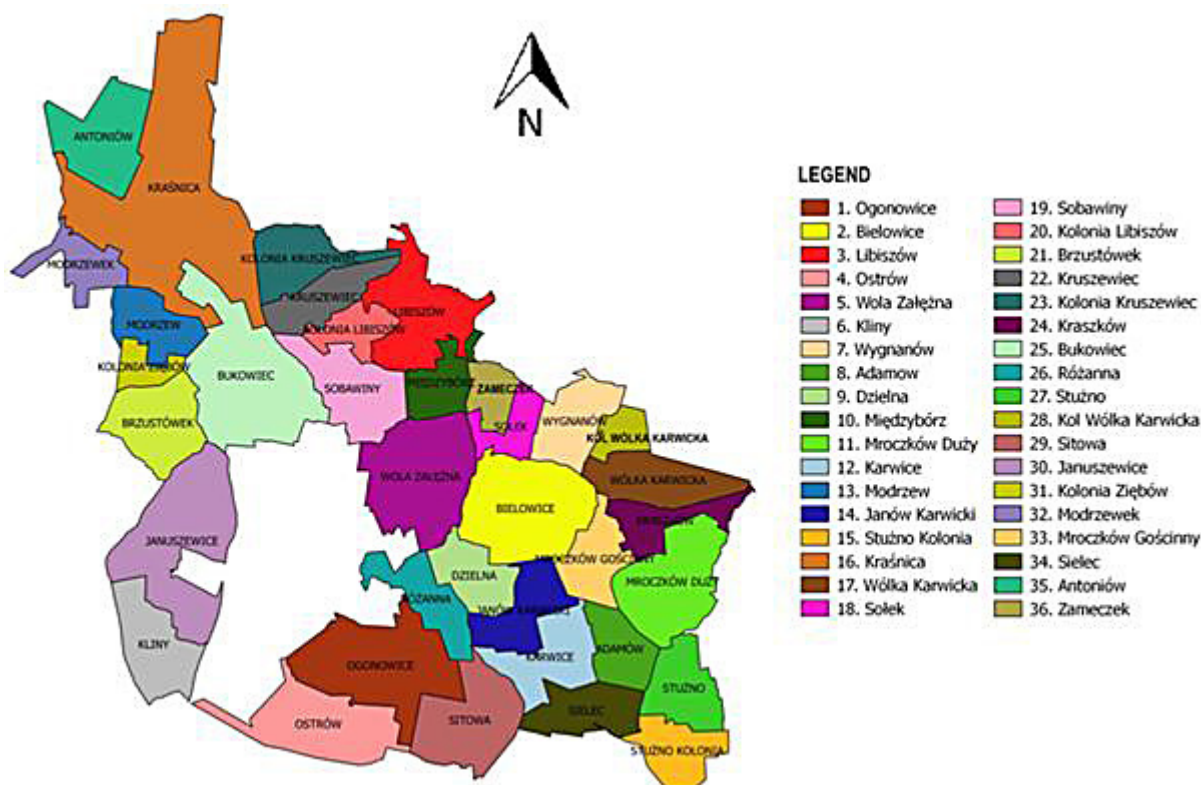 N
ANTONIÓW
KRAŚNICA
KOLONIA KRUSZEWIEC
MODRZEWEK
KRUSZEWIEC
LIBISZÓW
MODRZEW
KOLONIA LIBISZÓW
KOLONIA ZIĘBÓW
BUKOWIEC
SOBAWINY
MIĘDZYBÓRZ
ZAMECZEK
BRZUSTÓWEK
WYGNANÓW
SOŁEK
KOL WÓLKA KARWICKA
WOLA ZAŁĘŻNA
WÓLKA KARWICKA
BIELOWICE
KRASZKÓW
JANUSZEWICE
MROCZKÓW GOŚCINNY
DZIELNA
MROCZKÓW DUŻY
RÓŻANNA
JANÓW KARWICKI
KLINY
ADAMÓW
KARWICE
OGONOWICE
STUŻNO
SIELEC
OSTRÓW
SITOWA
STUŻNO KOLONIA
LEGEND
1. Ogonowice
2. Bielowice
3. Libiszów
4. Ostrów
5. Wola Załężna
6. Kliny
7. Wygnanów
8. Adamow
9. Dzielna
10. Międzybórz
11. Mroczków Duży
12. Karwice
13. Modrzew
14. Janów Karwicki
15. Stużno Kolonia
16. Kraśnica
17. Wólka Karwicka
18. Sołek
19. Sobawiny
20. Kolonia Libiszów
21. Brzustówek
22. Kruszewiec
23. Kolonia Kruszewiec
24. Kraszków
25. Bukowiec
26. Różanna
27. Stużno
28. Kol Wólka Karwicka
29. Sitowa
30. Januszewice
31. Kolonia Ziębów
32. Modrzewek
33. Mroczków Gościnny
34. Sielec
35. Antoniów
36. Zameczek